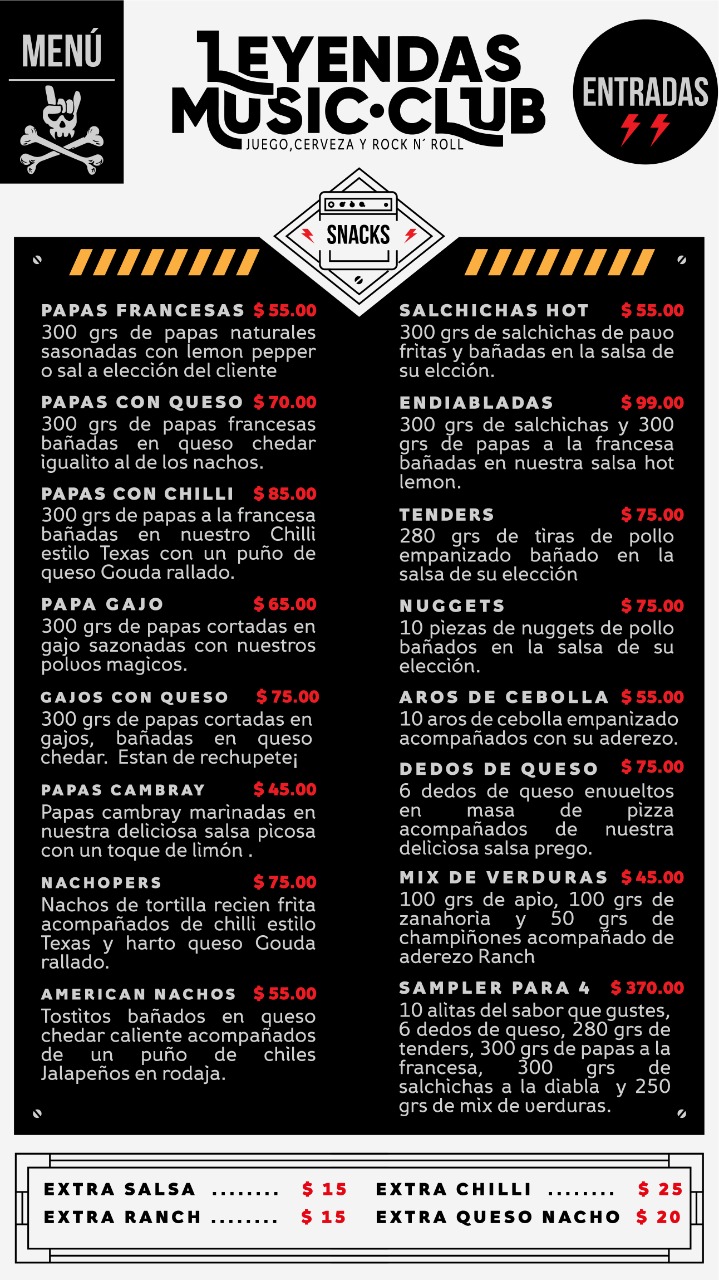 MENÚ
LEYENDAS
MUSIC·CLUB
JUEGO,CERVEZA Y ROCK N´ ROLL
ENTRADAS
SNACKS
PAPAS FRANCESAS $ 55.00
300 grs de papas naturales
sasonadas con lemon pepper
o sal a elección del cliente
PAPAS CON QUESO $ 70.00
300 grs de papas francesas
bañadas en queso chedar
igualito al de los nachos.
PAPAS CON CHILLI $ 85.00
300 grs de papas a la francesa
bañadas en nuestro Chilli
estilo Texas con un puño de
queso Gouda rallado.
PAPA GAJO $ 65.00
300 grs de papas cortadas en
gajo sazonadas con nuestros
polvos magicos.
GAJOS CON QUESO $ 75.00
300 grs de papas cortadas en
gajos, bañadas en queso
chedar. Estan de rechupete¡
PAPAS CAMBRAY $ 45.00
Papas cambray marinadas en
nuestra deliciosa salsa picosa
con un toque de limón .
NACHOPERS $ 75.00
Nachos de tortilla recien frita
acompañados de chilli estilo
Texas y harto queso Gouda
rallado.
AMERICAN NACHOS $ 55.00
Tostitos bañados en queso
chedar caliente acompañados
de un puño de chiles
Jalapeños en rodaja.
SALCHICHAS HOT $ 55.00
300 grs de salchichas de pavo
fritas y bañadas en la salsa de
su elcción.
ENDIABLADAS $ 99.00
300 grs de salchichas y 300
grs de papas a la francesa
bañadas en nuestra salsa hot
lemon.
TENDERS $ 75.00
280 grs de tiras de pollo
empanizado bañado en la
salsa de su elección
NUGGETS $ 75.00
10 piezas de nuggets de pollo
bañados en la salsa de su
elección.
AROS DE CEBOLLA $ 55.00
10 aros de cebolla empanizado
acompañados con su aderezo.
DEDOS DE QUESO $ 75.00
6 dedos de queso envueltos
en masa de pizza
acompañados de nuestra
deliciosa salsa prego.
MIX DE VERDURAS $ 45.00
100 grs de apio, 100 grs de
zanahoria y 50 grs de
champiñones acompañado de
aderezo Ranch
SAMPLER PARA 4 $ 370.00
10 alitas del sabor que gustes,
6 dedos de queso, 280 grs de
tenders, 300 grs de papas a la
francesa, 300 grs de
salchichas a la diabla y 250
grs de mix de verduras.
EXTRA SALSA ........ $ 15
EXTRA RANCH ........ $ 15
EXTRA CHILLI ........ $ 25
EXTRA QUESO NACHO $ 20